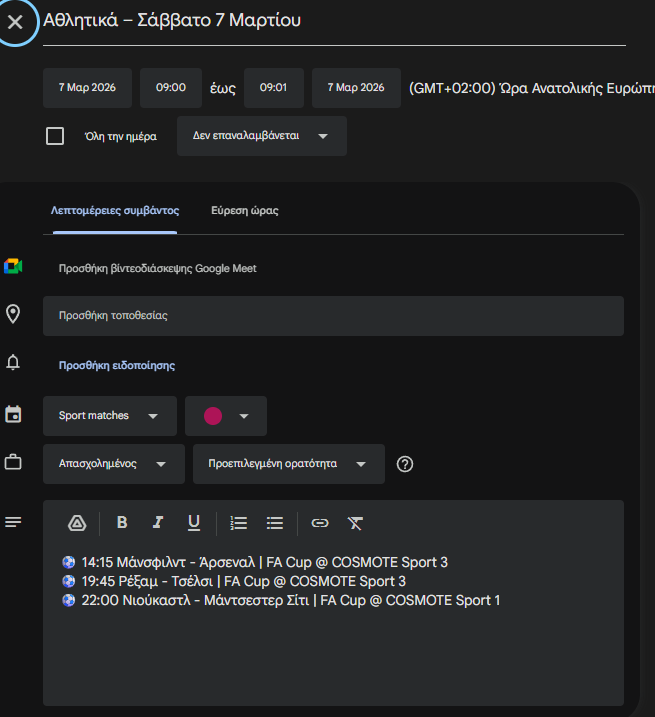 Αθλητικά – Σάββατο 7 Μαρτίου
7 Μαρ 2026 09:00 έως 09:01 7 Μαρ 2026 (GMT+02:00) Ώρα Ανατολικής Ευρώπη
Όλη την ημέρα Δεν επαναλαμβάνεται
Λεπτομέρειες συμβάντος Εύρεση ώρας
Προσθήκη βιντεοδιάσκεψης Google Meet
Προσθήκη τοποθεσίας
Προσθήκη ειδοποίησης
Sport matches
Απασχολημένος Προεπιλεγμένη ορατότητα
B I U
⚽ 14:15 Μάνσφιλντ - Άρσεναλ | FA Cup @ COSMOTE Sport 3
⚽ 19:45 Ρέξαμ - Τσέλσι | FA Cup @ COSMOTE Sport 3
⚽ 22:00 Νιούκαστλ - Μάντσεστερ Σίτι | FA Cup @ COSMOTE Sport 1